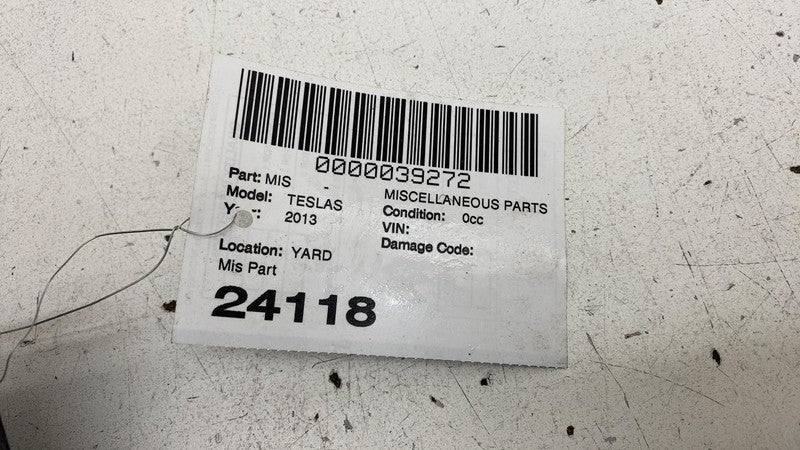 0000039272
Part: MIS - MISCELLANEOUS PARTS
Model: TESLAS Condition: 0cc
2013 VIN:
Damage Code:
Location: YARD
Mis Part
24118